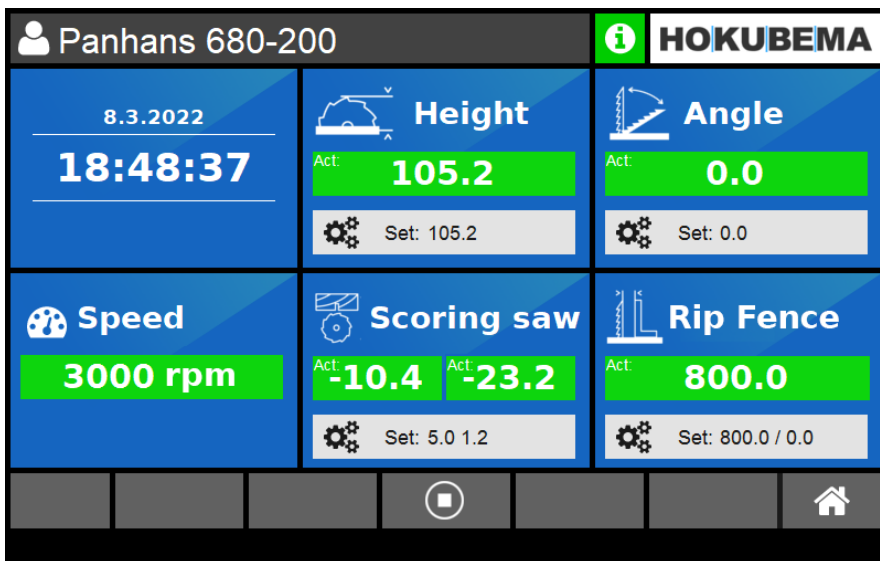 Panhans 680-200
HOKUBEMA
8.3.2022
18:48:37
Height
Act: 105.2
Set: 105.2
Angle
Act: 0.0
Set: 0.0
Speed
3000 rpm
Scoring saw
Act: -10.4 Act: -23.2
Set: 5.0 1.2
Rip Fence
Act: 800.0
Set: 800.0 / 0.0